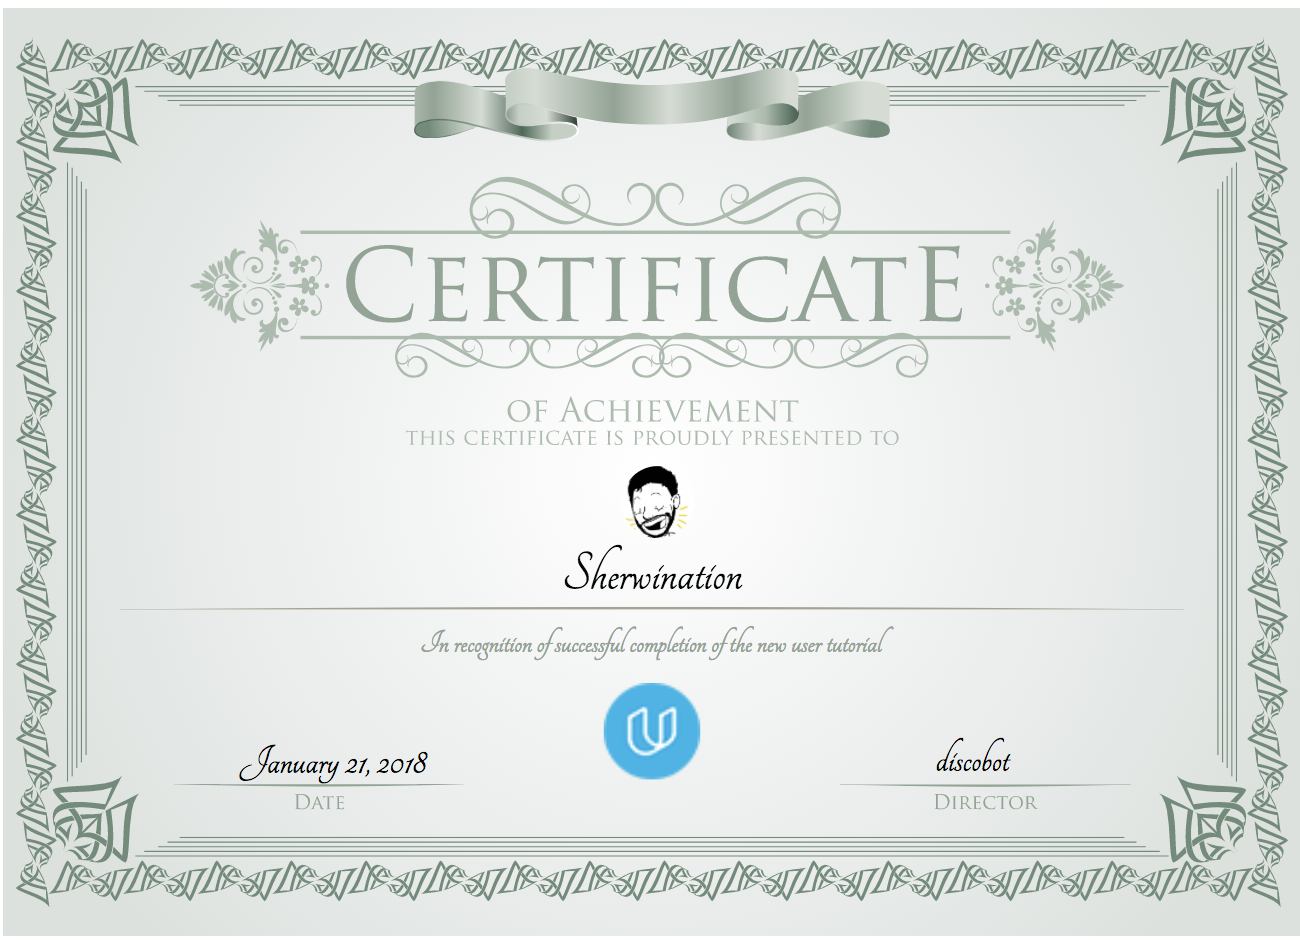 CERTIFICATE
OF ACHIEVEMENT
THIS CERTIFICATE IS PROUDLY PRESENTED TO
Sherwination
In recognition of successful completion of the new user tutorial
January 21, 2018
discobot
DATE
DIRECTOR